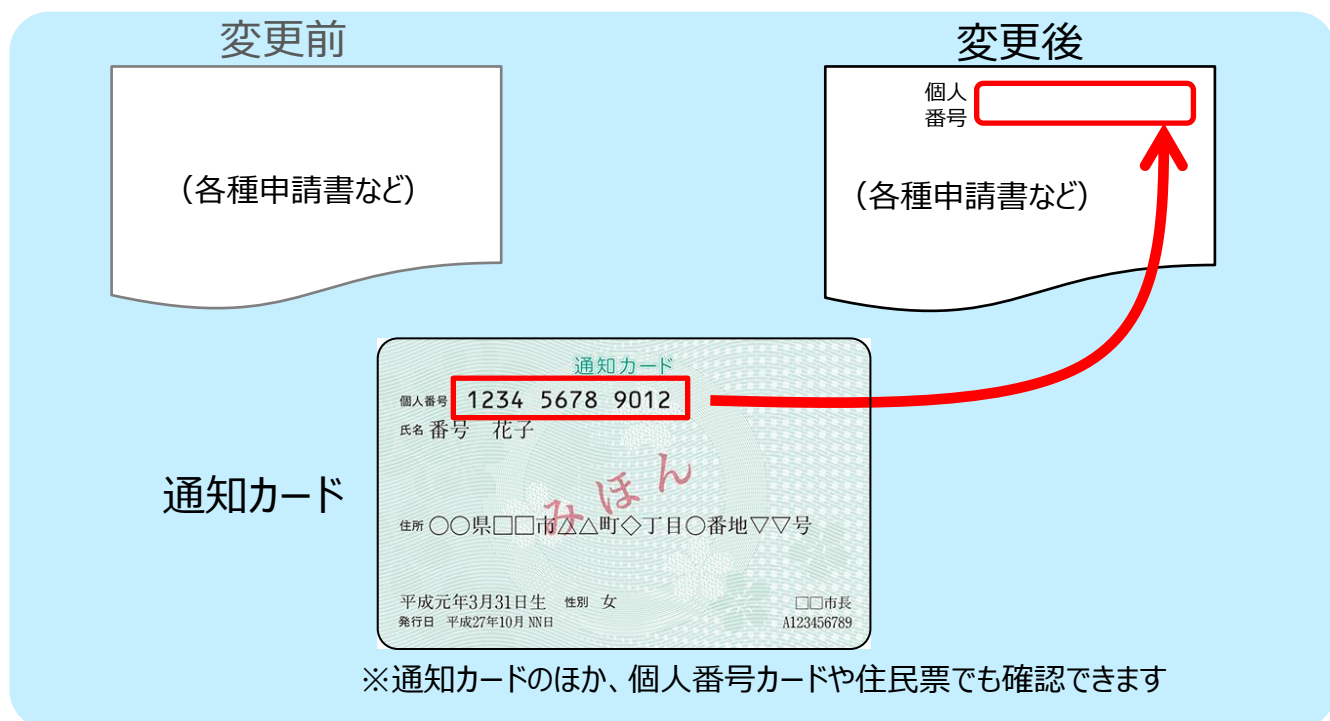 変更前
変更後
(各種申請書など)
個人
番号
(各種申請書など)
通知カード
通知カード
個人番号 1234 5678 9012
氏名 番号 花子
みほん
住所 〇〇県□□市△△町◇丁目〇番地▽▽号
平成元年3月31日生 性別 女
□□市長
発行日 平成27年10月NN日
A123456789
※通知カードのほか、個人番号カードや住民票でも確認できます